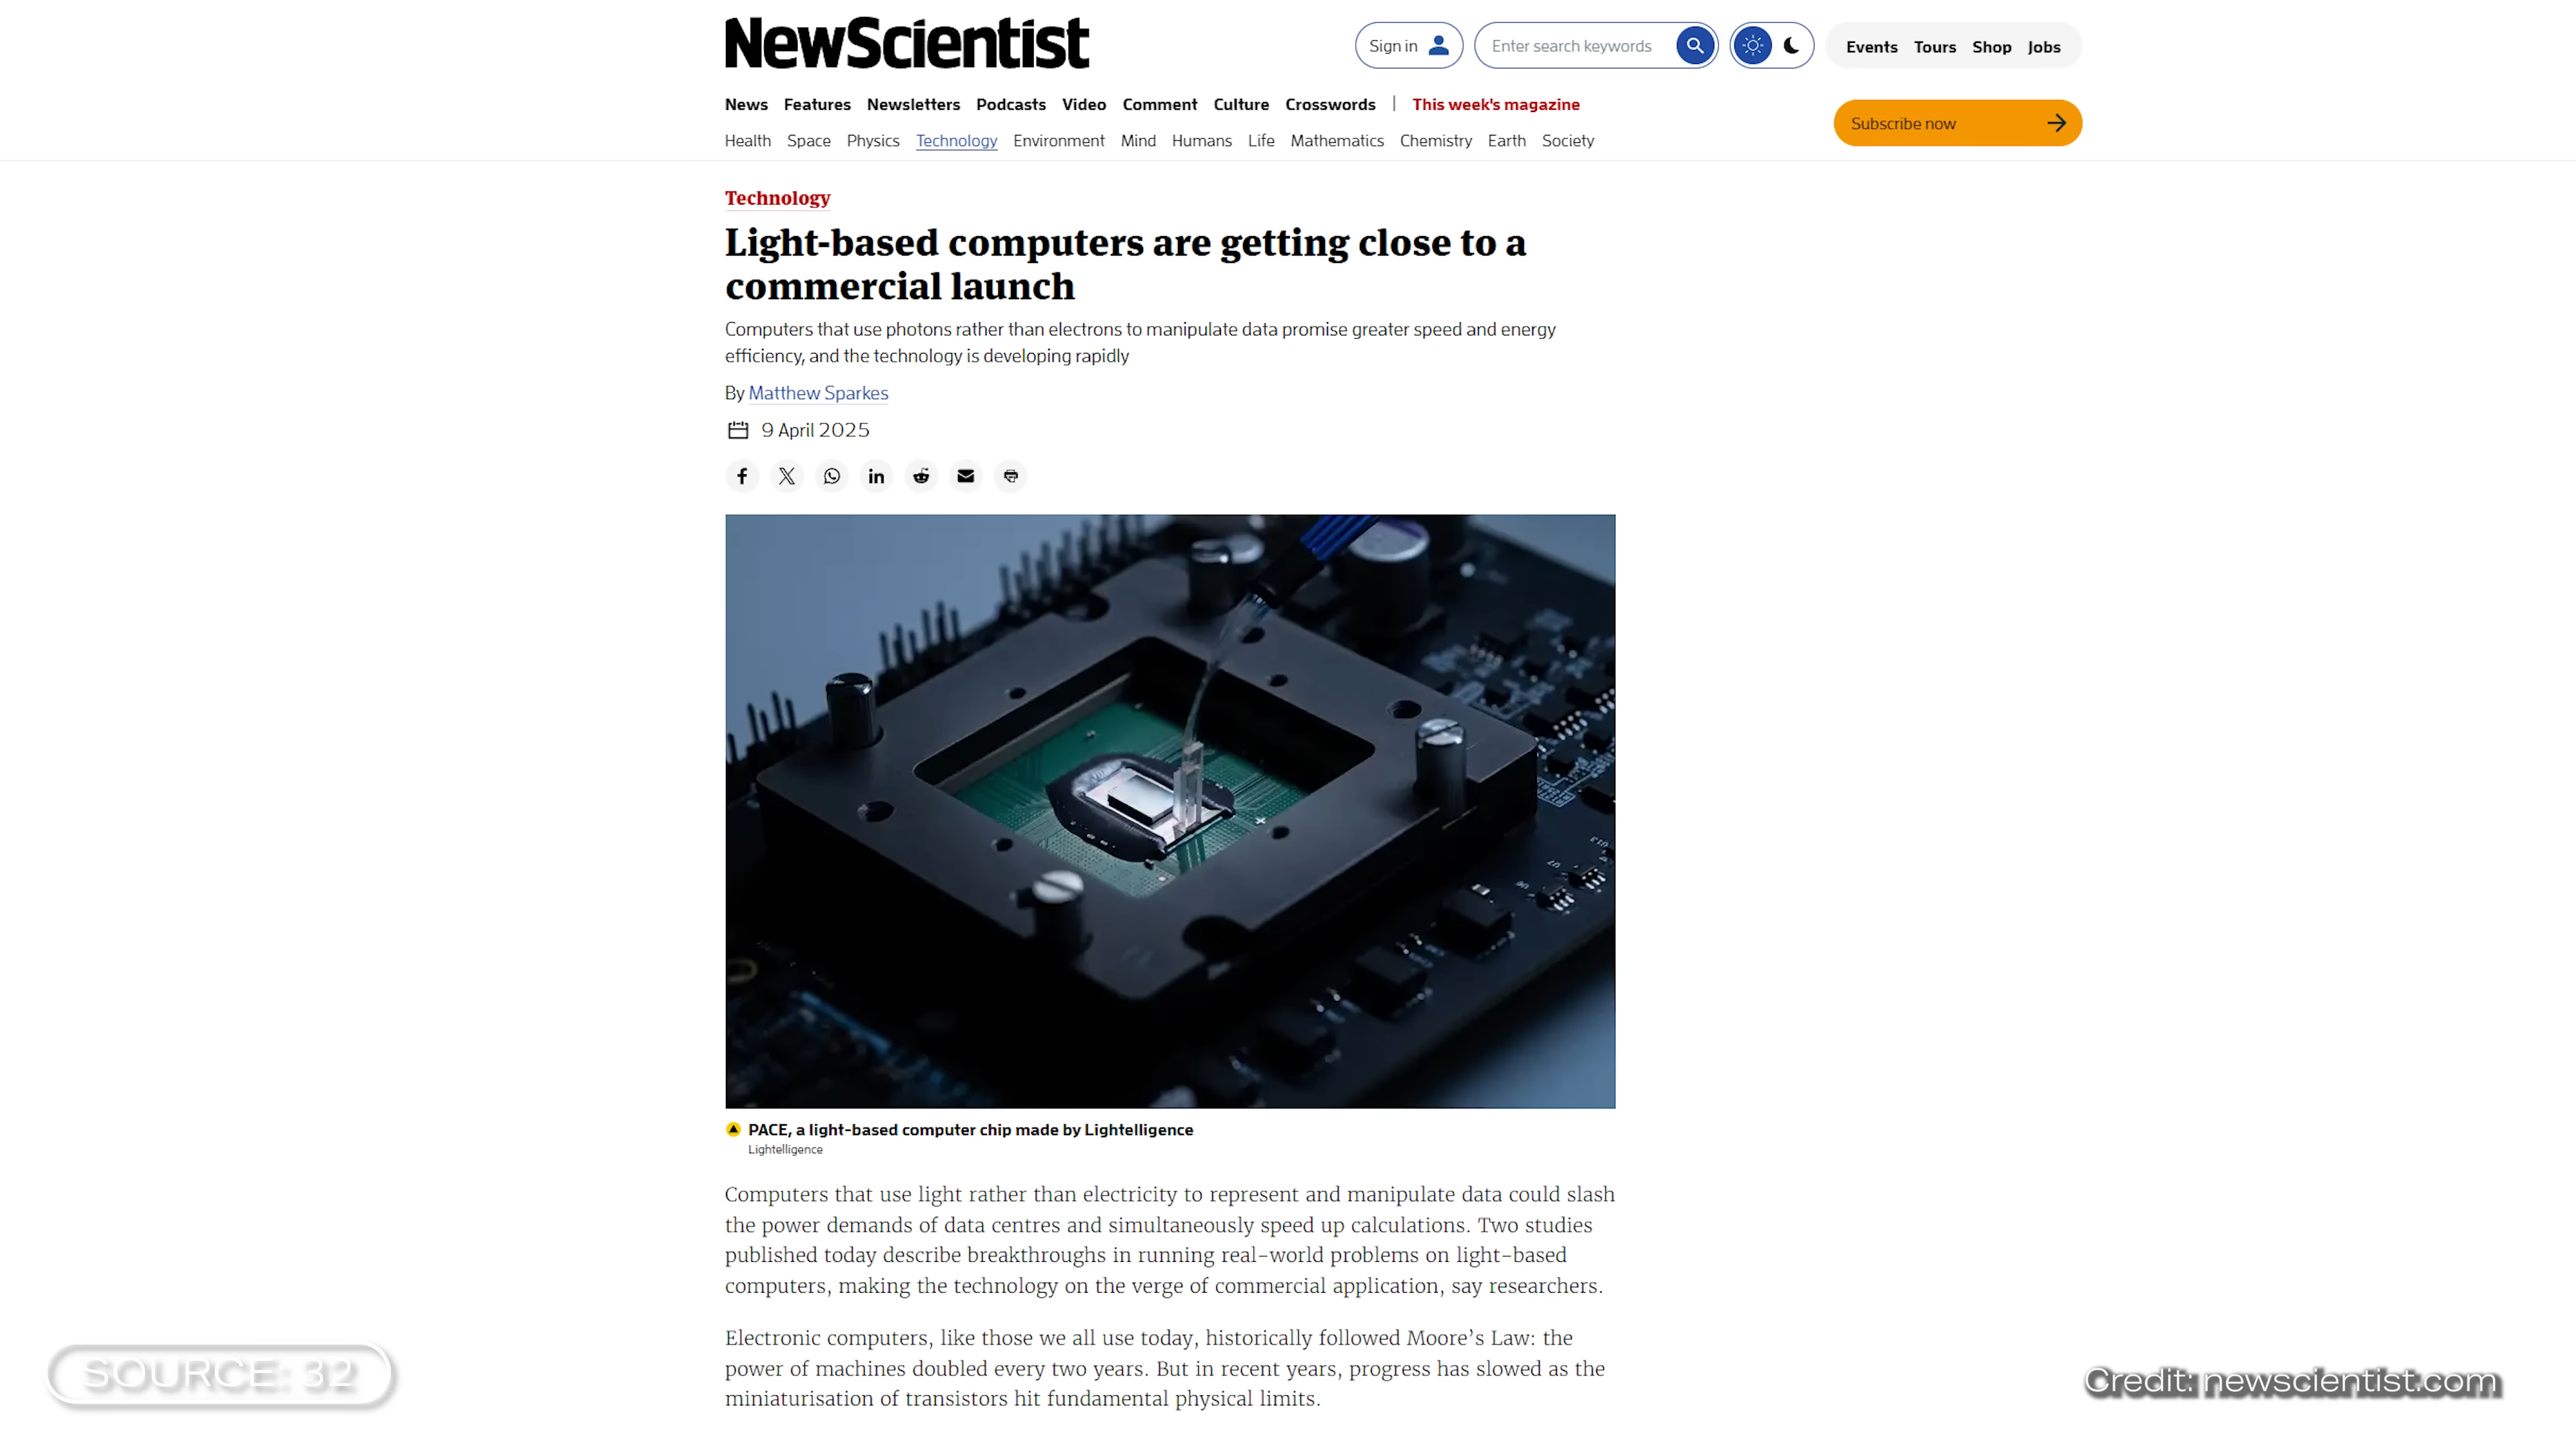 NewScientist
Sign in
Enter search keywords
Events Tours Shop Jobs
News Features Newsletters Podcasts Video Comment Culture Crosswords | This week's magazine
Subscribe now
Health Space Physics Technology Environment Mind Humans Life Mathematics Chemistry Earth Society
Technology
Light-based computers are getting close to a
commercial launch
Computers that use photons rather than electrons to manipulate data promise greater speed and energy
efficiency, and the technology is developing rapidly
By Matthew Sparkes
9 April 2025
PACE, a light-based computer chip made by Lightelligence
Lightelligence
Computers that use light rather than electricity to represent and manipulate data could slash
the power demands of data centres and simultaneously speed up calculations. Two studies
published today describe breakthroughs in running real-world problems on light-based
computers, making the technology on the verge of commercial application, say researchers.
Electronic computers, like those we all use today, historically followed Moore’s Law: the
power of machines doubled every two years. But in recent years, progress has slowed as the
miniaturisation of transistors hit fundamental physical limits.
SOURCE: 32
Credit: newscientist.com